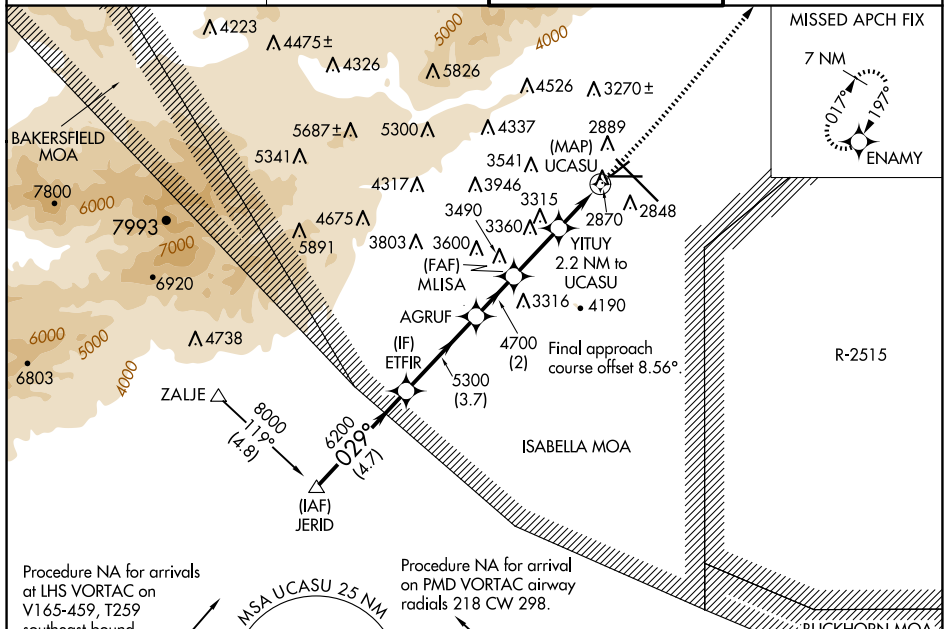 4223
4475±
4326
5000
4000
5826
4526
3270±
MISSED APCH FIX
7 NM
017°
197°
ENAMY
BAKERSFIELD
MOA
5687±
5300
4337
2889
(MAP)
UCASU
5341
3541
4317
3946
7800
6000
7993
7000
4675
5891
3490
3315
3360
2870
2848
3803
3600
(FAF)
MLISA
YITUY
2.2 NM to
UCASU
6920
3316
4190
AGRUF
4738
(IF)
ETFIR
4700
(2)
Final approach
course offset 8.56°.
R-2515
6000
5000
4000
6803
5300
(3.7)
ZALJE
8000
119°
(4.8)
6200
029°
(4.7)
ISABELLA MOA
(IAF)
JERID
Procedure NA for arrivals
at LHS VORTAC on
V165-459, T259
southeast bound
MSA UCASU 25 NM
Procedure NA for arrival
on PMD VORTAC airway
radials 218 CW 298.
BUCKHORN MOA